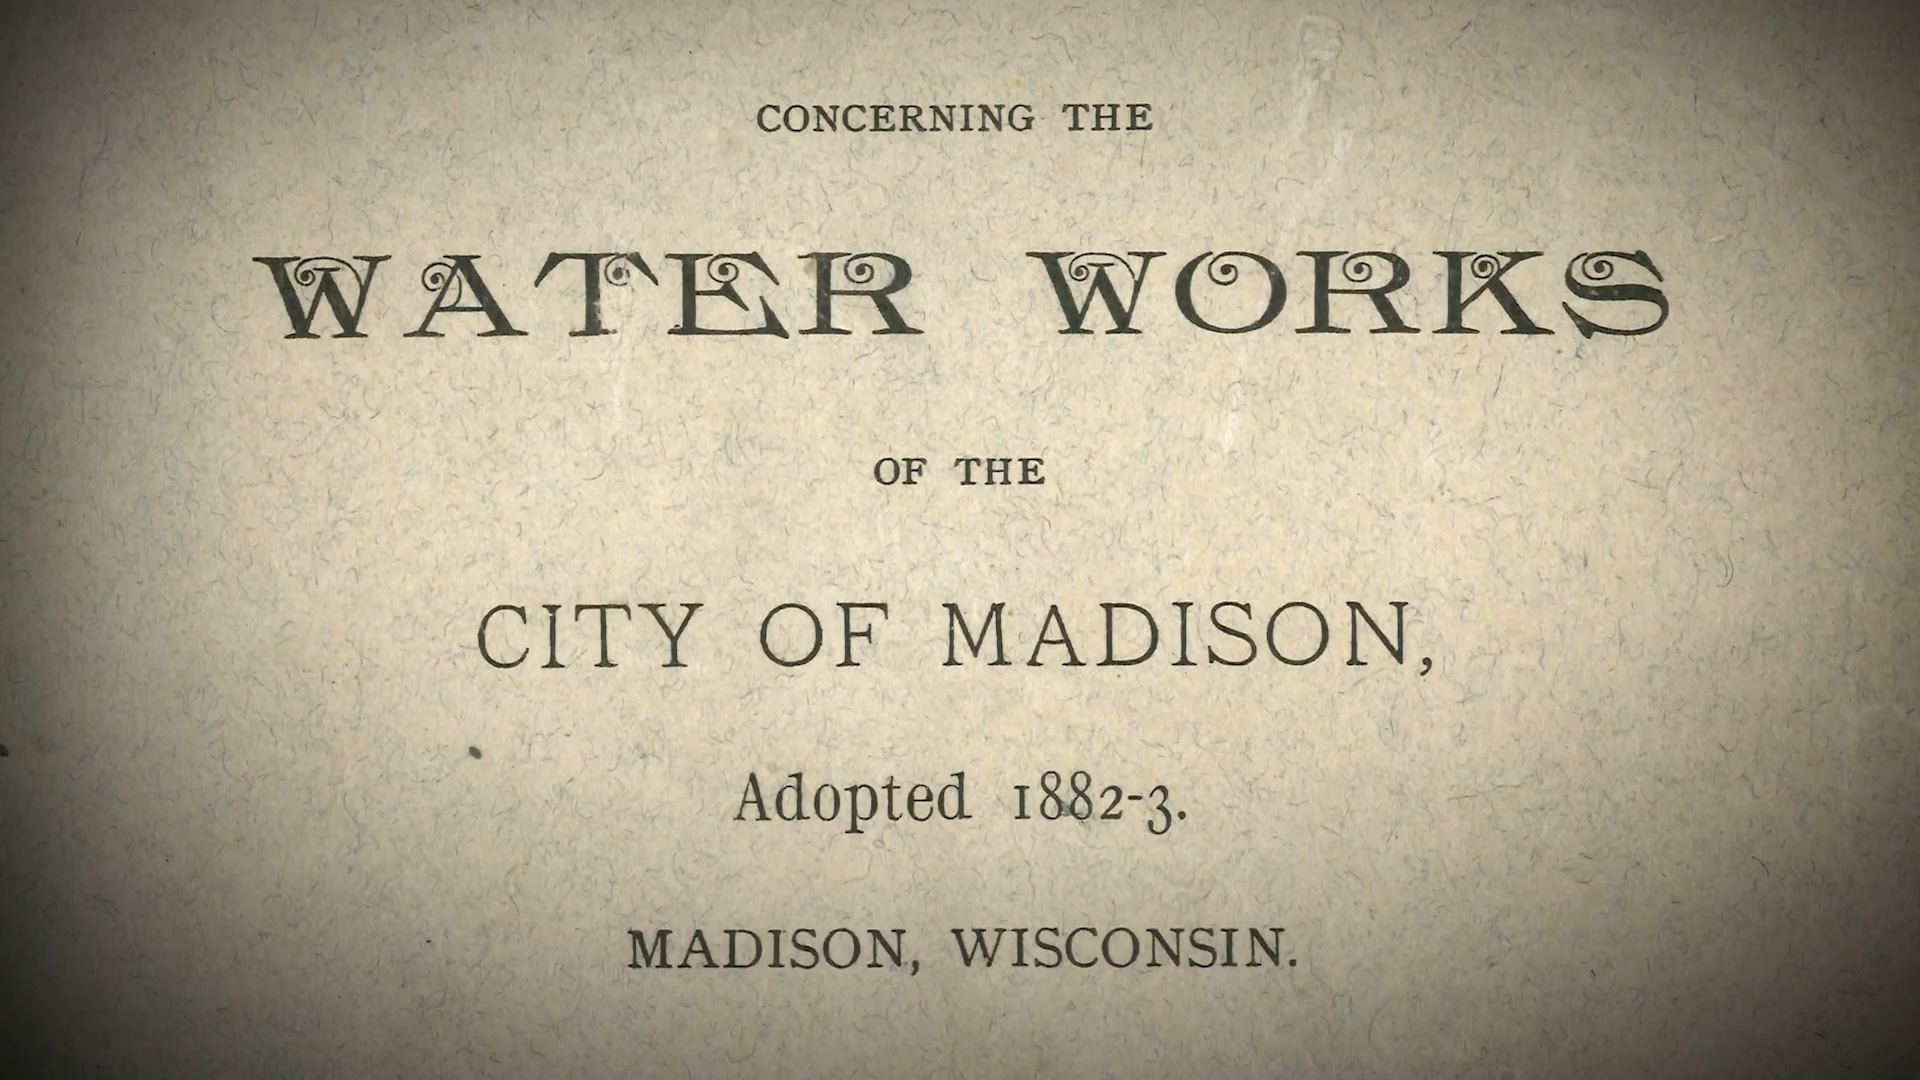 CONCERNING THE
WATER WORKS
OF THE
CITY OF MADISON,
Adopted 1882-3.
MADISON, WISCONSIN.